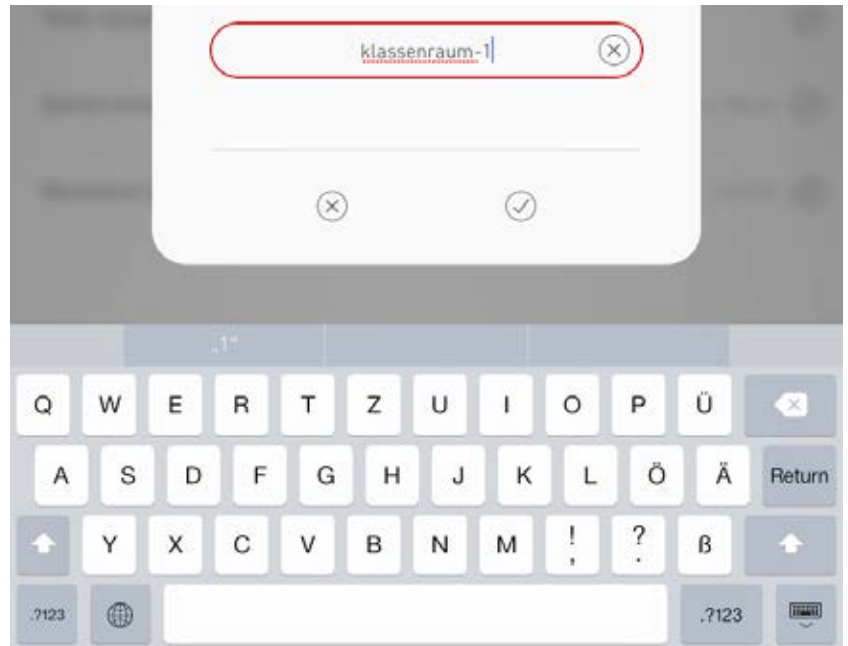 klassenraum-1
„1“
Q W E R T Z U I O P Ü
A S D F G H J K L Ö Ä Return
Y X C V B N M ! , ? . ß
.?123 .?123